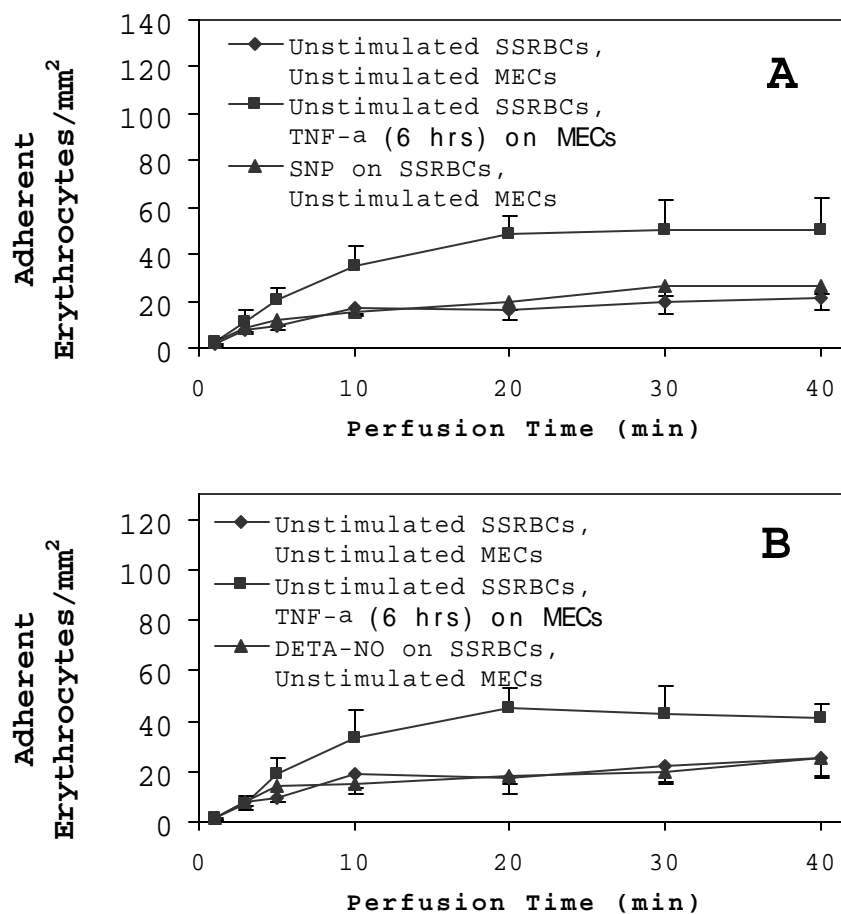 140
120
100
80
60
40
20
0
Adherent
Erythrocytes/mm²
Unstimulated SSRBCs,
Unstimulated MECs
Unstimulated SSRBCs,
TNF-a (6 hrs) on MECs
SNP on SSRBCs,
Unstimulated MECs
A
0 10 20 30 40
Perfusion Time (min)
120
100
80
60
40
20
0
Adherent
Erythrocytes/mm²
Unstimulated SSRBCs,
Unstimulated MECs
Unstimulated SSRBCs,
TNF-a (6 hrs) on MECs
DETA-NO on SSRBCs,
Unstimulated MECs
B
0 10 20 30 40
Perfusion Time (min)